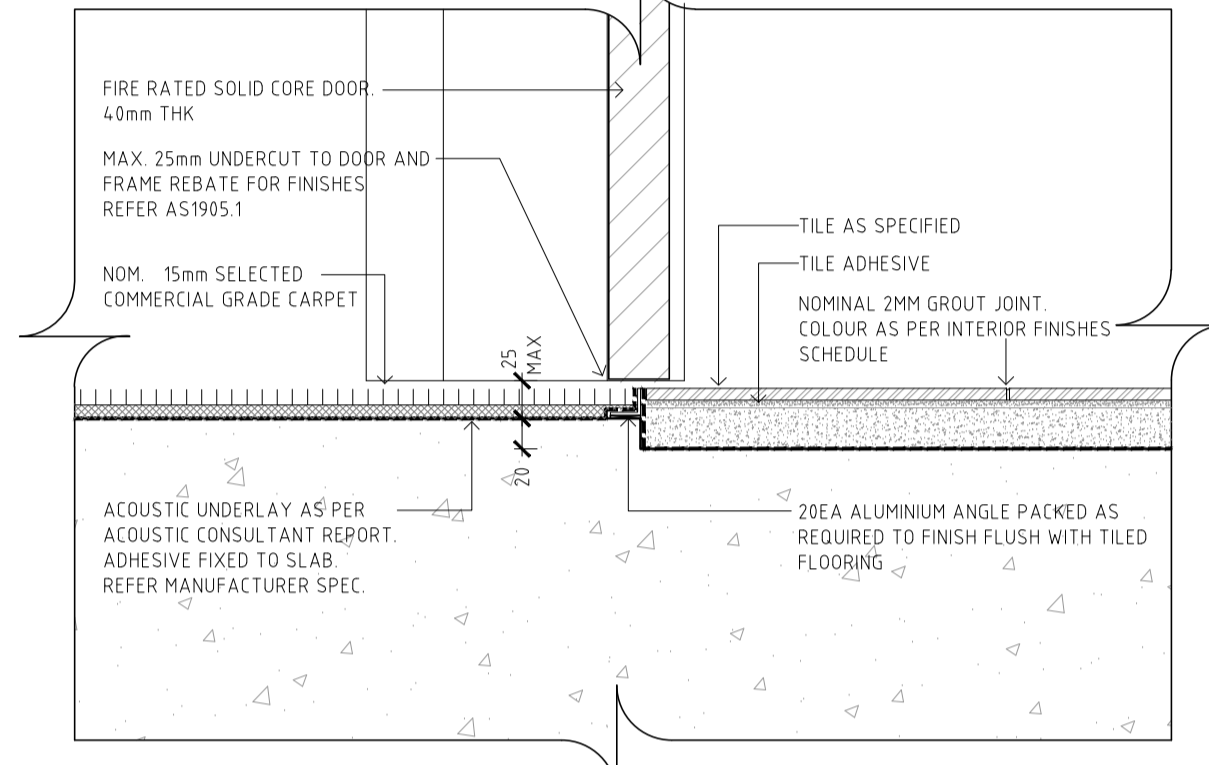 FIRE RATED SOLID CORE DOOR.
40mm THK
MAX. 25mm UNDERCUT TO DOOR AND
FRAME REBATE FOR FINISHES
REFER AS1905.1
NOM. 15mm SELECTED
COMMERCIAL GRADE CARPET
25
MAX
20
ACOUSTIC UNDERLAY AS PER
ACOUSTIC CONSULTANT REPORT.
ADHESIVE FIXED TO SLAB.
REFER MANUFACTURER SPEC.
TILE AS SPECIFIED
TILE ADHESIVE
NOMINAL 2MM GROUT JOINT.
COLOUR AS PER INTERIOR FINISHES
SCHEDULE
20EA ALUMINIUM ANGLE PACKED AS
REQUIRED TO FINISH FLUSH WITH TILED
FLOORING